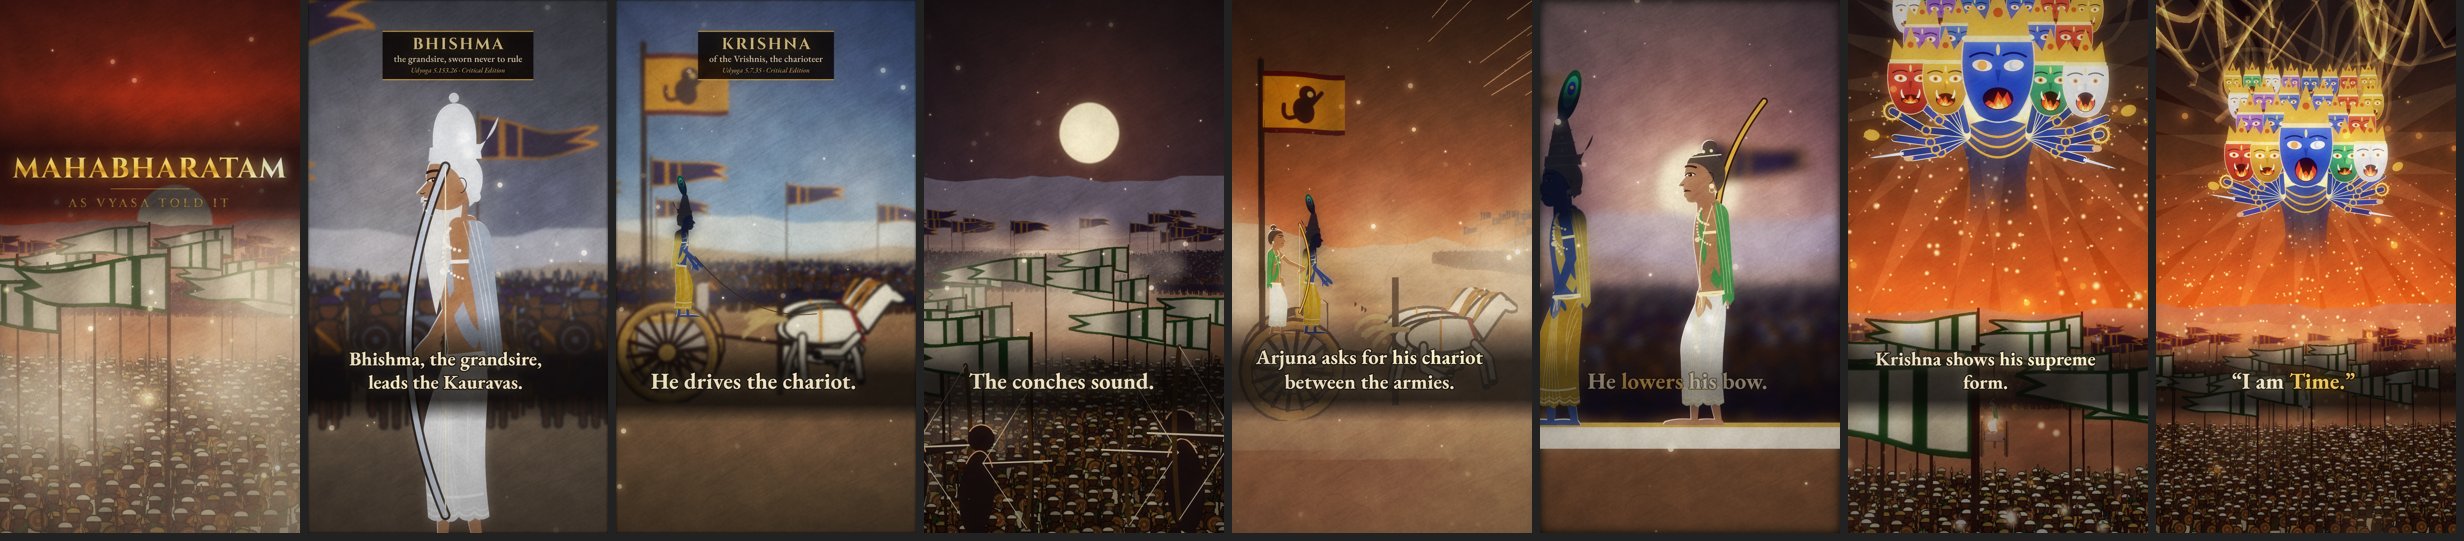 MAHABHARATAM
AS VYASA TOLD IT
BHISHMA
the grandsire, sworn never to rule
Udyoga 5.153.26 · Critical Edition
Bhishma, the grandsire,
leads the Kauravas.
KRISHNA
of the Vrishnis, the charioteer
Udyoga 5.7.35 · Critical Edition
He drives the chariot.
The conches sound.
Arjuna asks for his chariot
between the armies.
He lowers his bow.
Krishna shows his supreme
form.
“I am Time.”